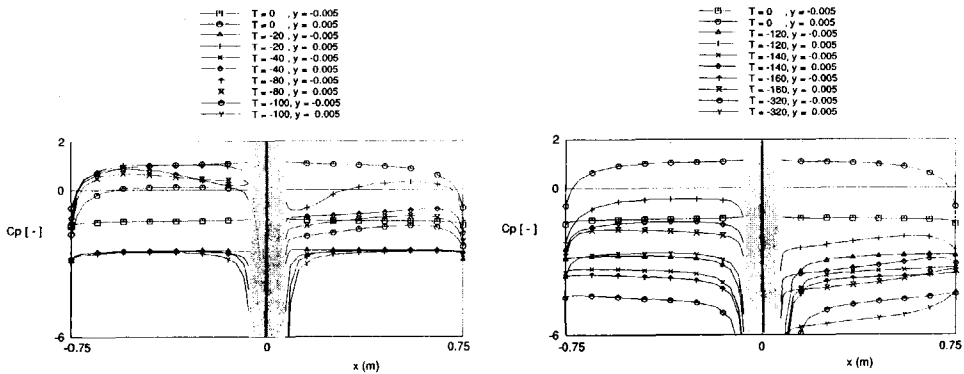 T = 0 , y = -0.005
T = 0 , y = 0.005
T = -20 , y = -0.005
T = -20 , y = 0.005
T = -40 , y = -0.005
T = -40 , y = 0.005
T = -80 , y = -0.005
T = -80 , y = 0.005
T = -100, y = -0.005
T = -100, y = 0.005
2
0
Cp [ - ]
-6
-0.75
0
0.75
x (m)
T = 0 , y = -0.005
T = 0 , y = 0.005
T = -120, y = -0.005
T = -120, y = 0.005
T = -140, y = -0.005
T = -140, y = 0.005
T = -160, y = -0.005
T = -160, y = 0.005
T = -320, y = -0.005
T = -320, y = 0.005
2
0
Cp [ - ]
-6
-0.75
0
0.75
x (m)